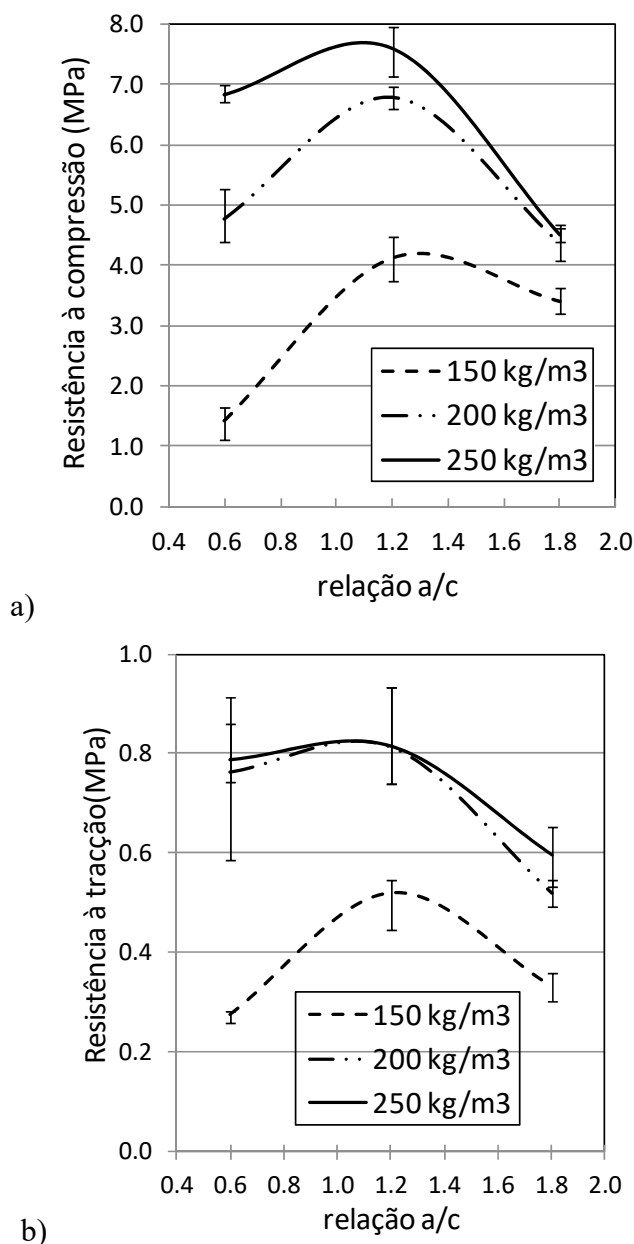 8.0
7.0
6.0
5.0
4.0
3.0
2.0
1.0
0.0
Resistência à compressão (MPa)
150 kg/m3
200 kg/m3
250 kg/m3
0.4 0.6 0.8 1.0 1.2 1.4 1.6 1.8 2.0
relação a/c
a)
1.0
0.8
0.6
0.4
0.2
0.0
Resistência à tracção(MPa)
150 kg/m3
200 kg/m3
250 kg/m3
0.4 0.6 0.8 1.0 1.2 1.4 1.6 1.8 2.0
relação a/c
b)